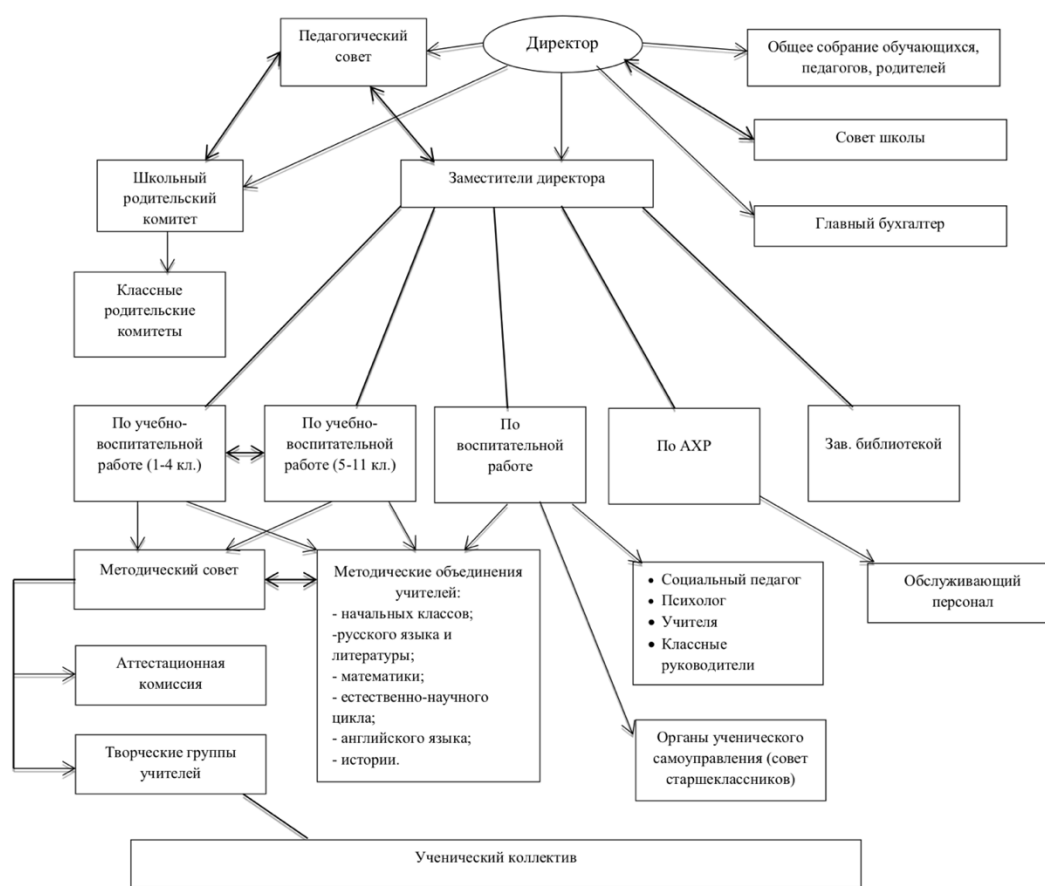 Педагогический
совет
Директор
Общее собрание обучающихся,
педагогов, родителей
Совет школы
Школьный
родительский
комитет
Заместители директора
Главный бухгалтер
Классные
родительские
комитеты
По учебно-
воспитательной
работе (1-4 кл.)
По учебно-
воспитательной
работе (5-11 кл.)
По
воспитательной
работе
По АХР
Зав. библиотекой
Методический совет
Методические объединения
учителей:
- начальных классов;
-русского языка и
литературы;
- математики;
- естественно-научного
цикла;
- английского языка;
- истории.
• Социальный педагог
• Психолог
• Учителя
• Классные
руководители
Обслуживающий
персонал
Аттестационная
комиссия
Творческие группы
учителей
Органы ученического
самоуправления (совет
старшеклассников)
Ученический коллектив